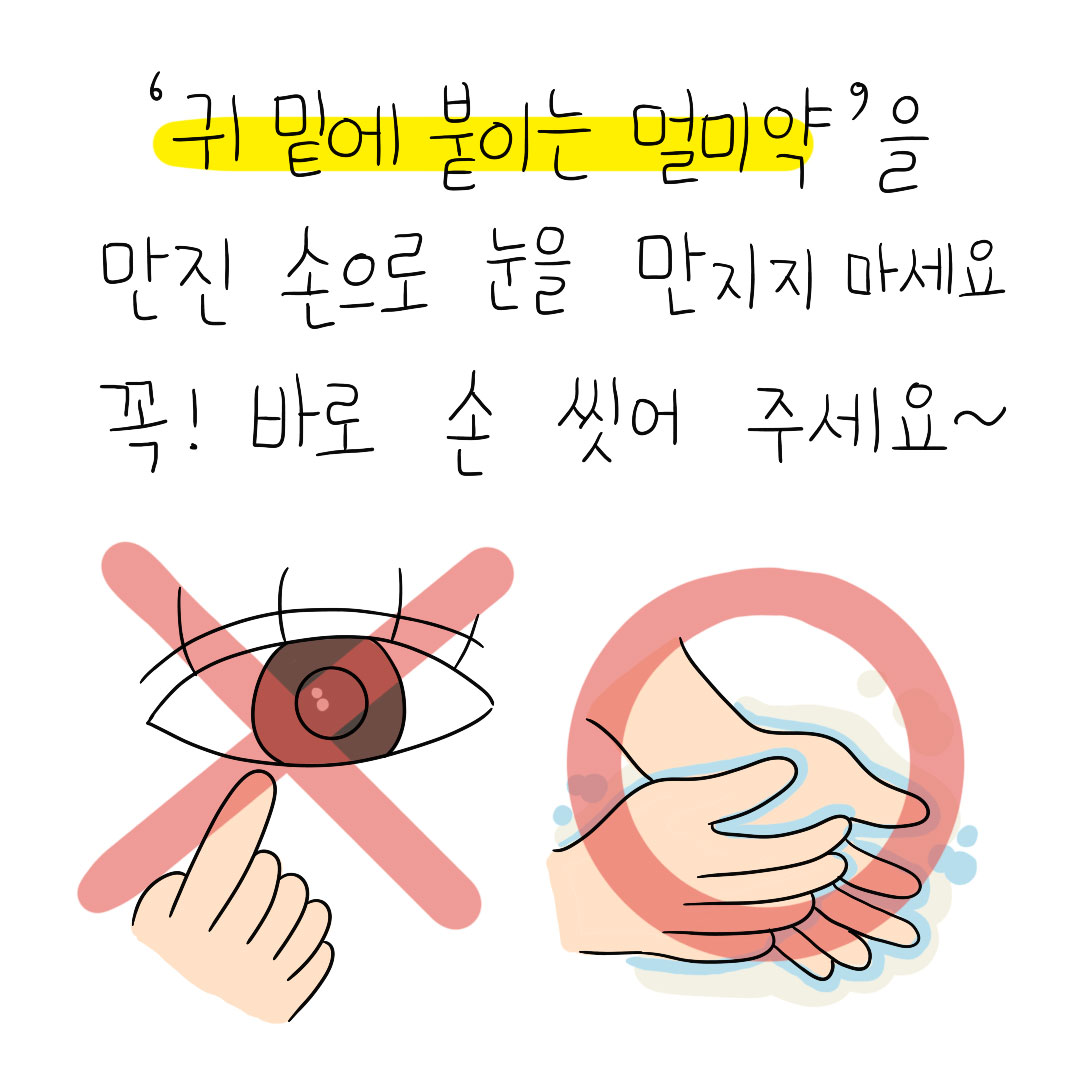 ‘귀 밑에 붙이는 멀미약’을
만진 손으로 눈을 만지지 마세요
꼭! 바로 손 씻어 주세요~